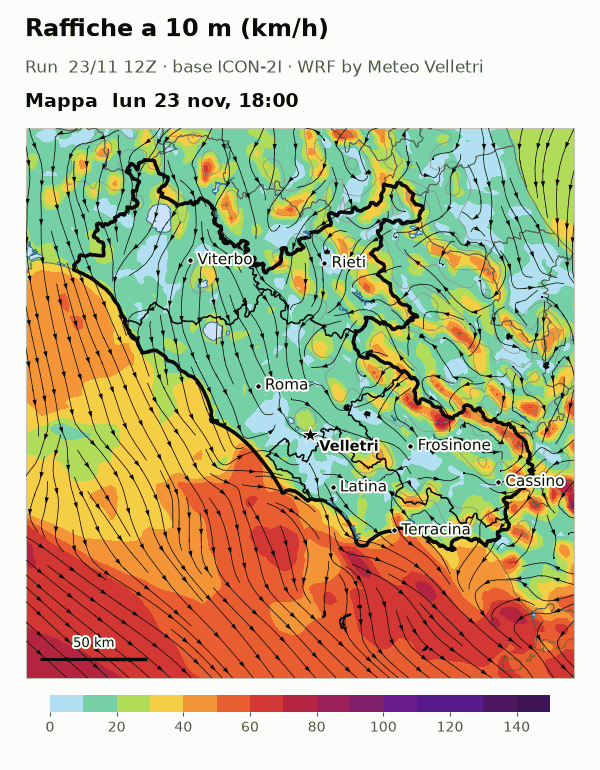 Raffiche a 10 m (km/h)
Run  23/11 12Z · base ICON-2I · WRF by Meteo Velletri
Mappa  lun 23 nov, 18:00
Viterbo
Rieti
Roma
Velletri
Frosinone
Latina
Cassino
Terracina
50 km
0 20 40 60 80 100 120 140